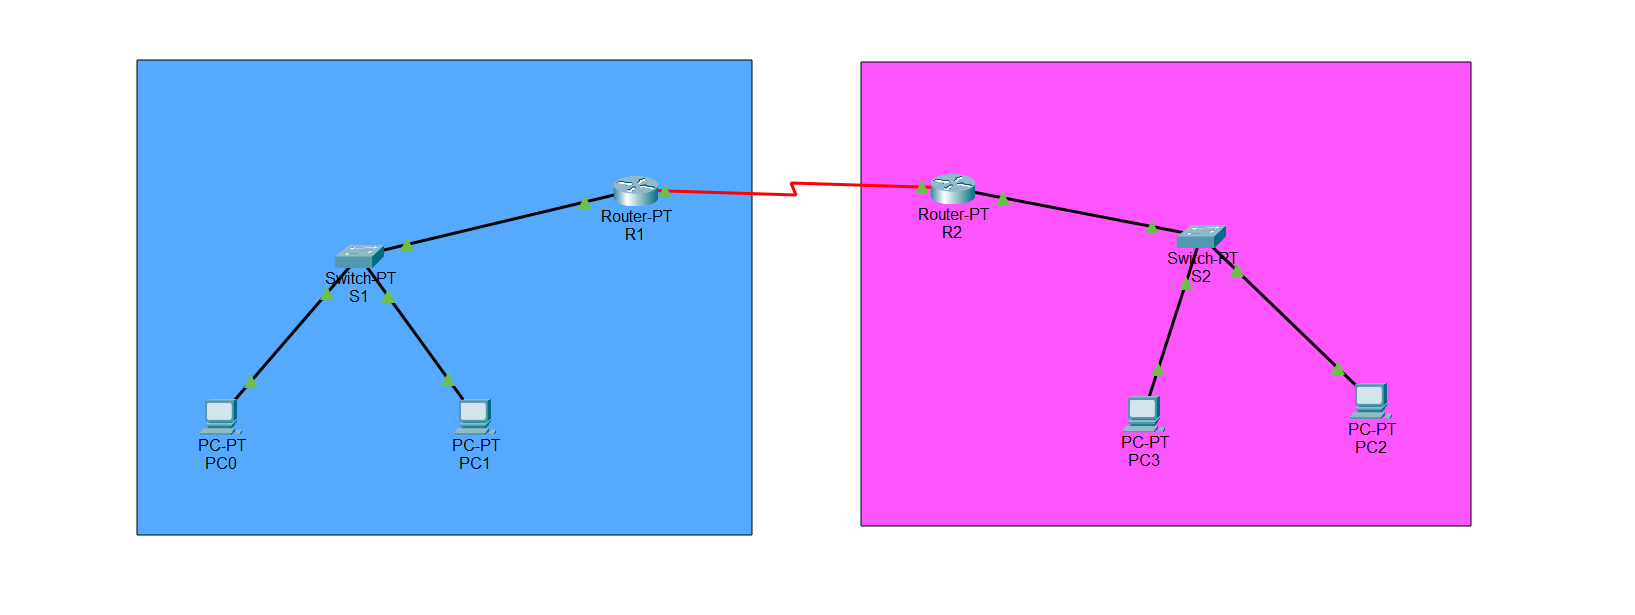 Router-PT
R1
Router-PT
R2
Switch-PT
S1
Switch-PT
S2
PC-PT
PC0
PC-PT
PC1
PC-PT
PC3
PC-PT
PC2